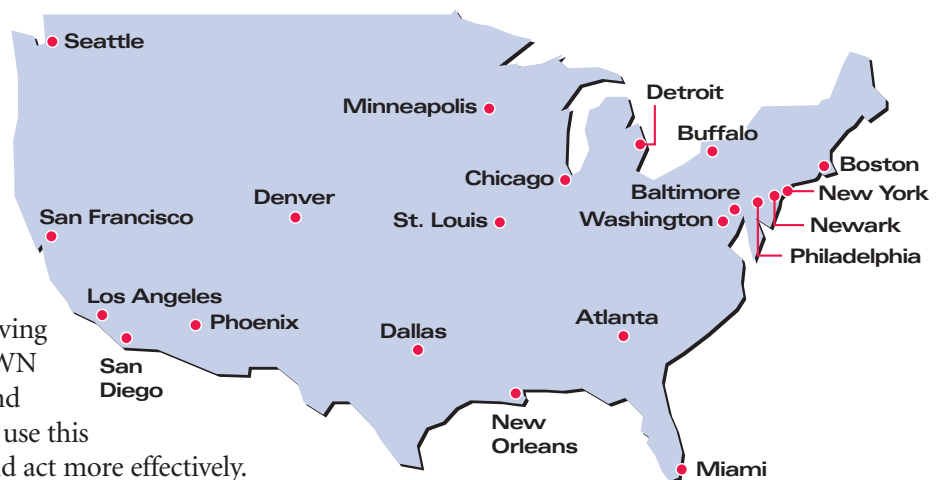 Seattle
Detroit
Minneapolis
Buffalo
Boston
Chicago
Baltimore
New York
Denver
San Francisco
St. Louis
Washington
Newark
Philadelphia
Los Angeles
Phoenix
Atlanta
Dallas
San
Diego
New
Orleans
Miami
use this
act more effectively.